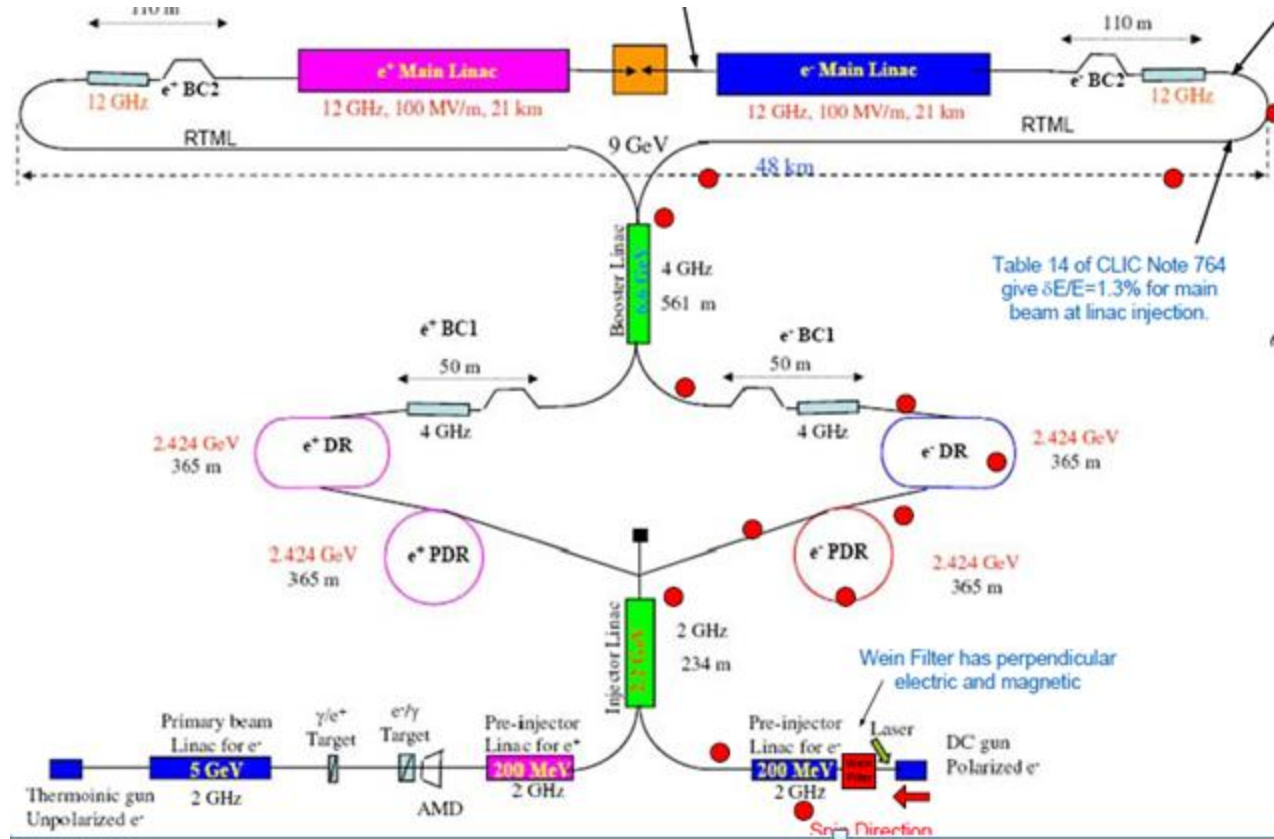 110 m
110 m
e⁺ Main Linac
e⁻ Main Linac
e⁺ BC2
e⁻ BC2
12 GHz
12 GHz
12 GHz, 100 MV/m, 21 km
12 GHz, 100 MV/m, 21 km
RTML
RTML
9 GeV
48 km
Booster Linac
4 GHz
561 m
Table 14 of CLIC Note 764
give δE/E=1.3% for main
beam at linac injection.
e⁺ BC1
e⁻ BC1
50 m
50 m
4 GHz
4 GHz
e⁺ DR
e⁻ DR
2.424 GeV
365 m
2.424 GeV
365 m
e⁺ PDR
e⁻ PDR
2.424 GeV
365 m
2.424 GeV
365 m
Injector Linac
2 GHz
234 m
Wein Filter has perpendicular
electric and magnetic
Primary beam
Linac for e⁻
5 GeV
2 GHz
γ/e⁺
Target
e⁻/γ
Target
AMD
Pre-injector
Linac for e⁺
200 MeV
2 GHz
Pre-injector
Linac for e⁻
200 MeV
2 GHz
Wein
Filter
Laser
DC gun
Polarized e⁻
Thermoinic gun
Unpolarized e⁻
Spin Direction